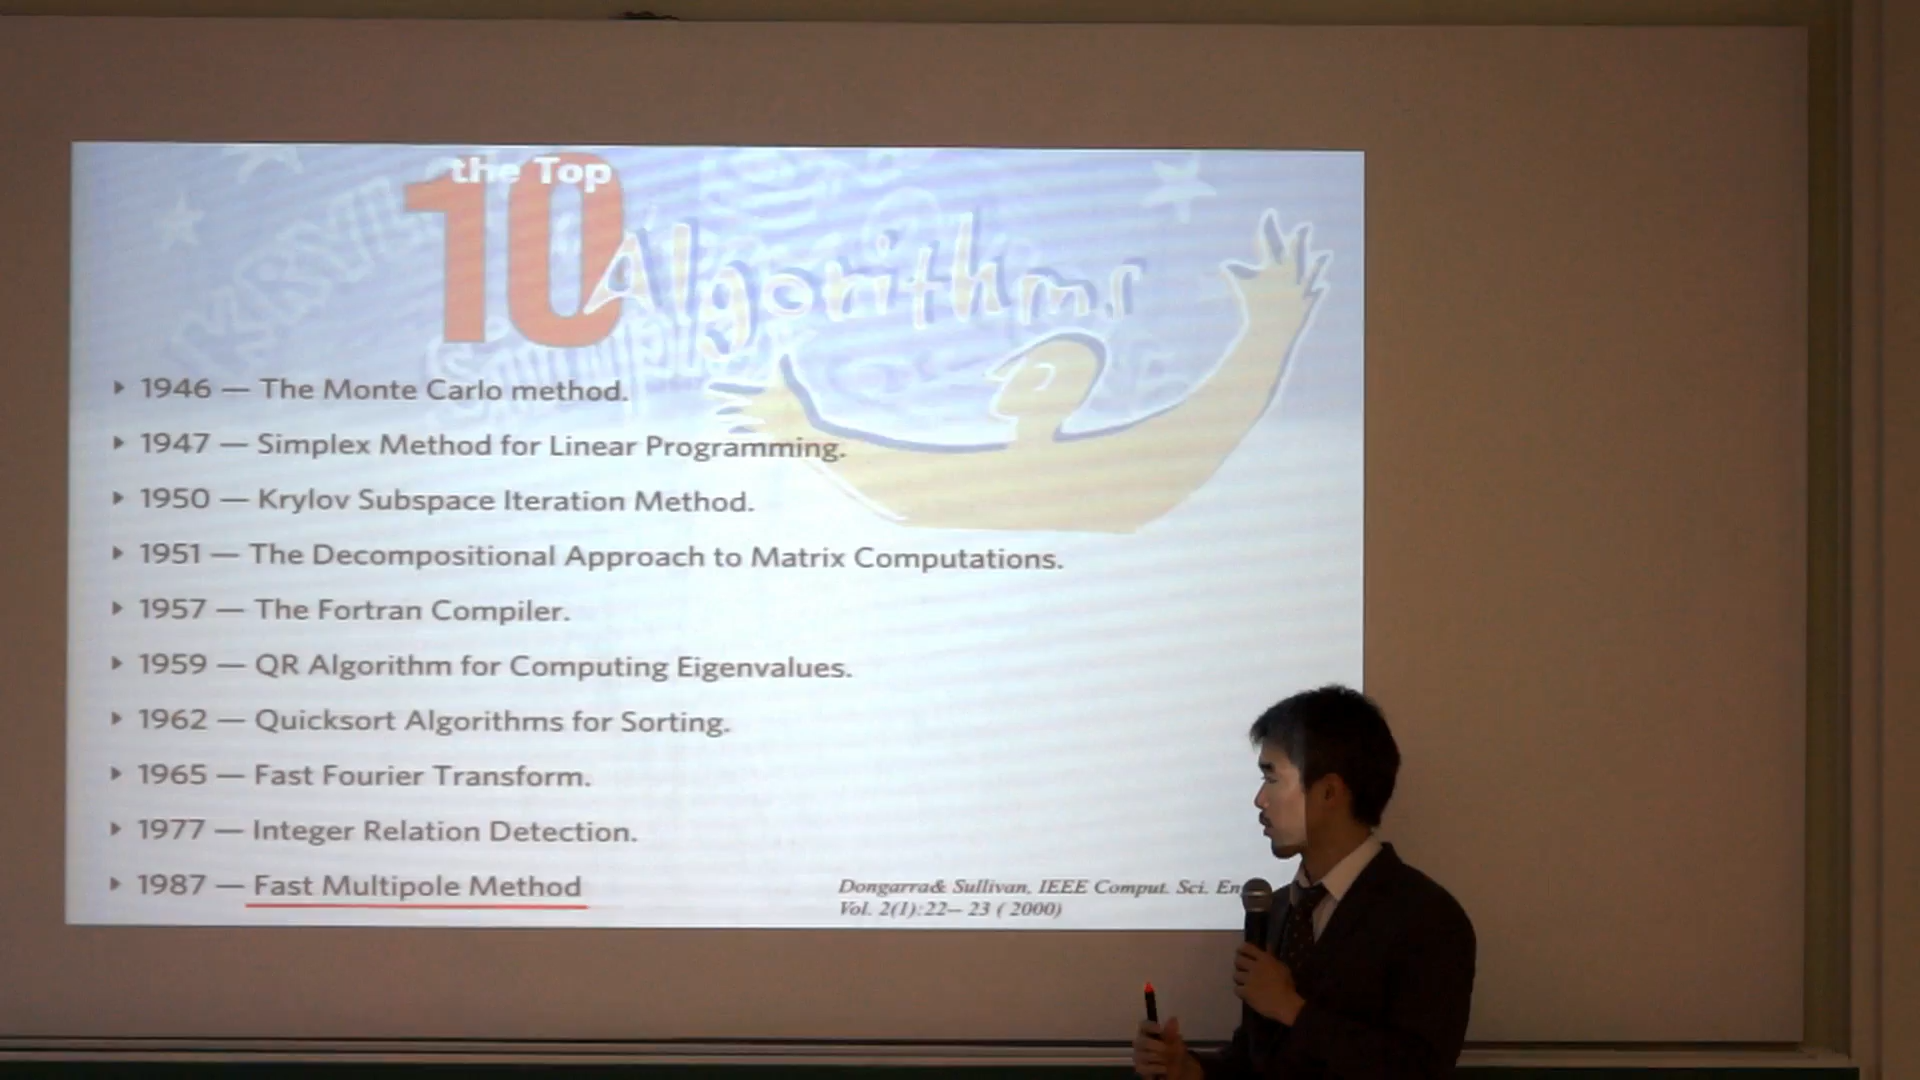 the Top
10
Algorithms
1946 — The Monte Carlo method.
1947 — Simplex Method for Linear Programming.
1950 — Krylov Subspace Iteration Method.
1951 — The Decompositional Approach to Matrix Computations.
1957 — The Fortran Compiler.
1959 — QR Algorithm for Computing Eigenvalues.
1962 — Quicksort Algorithms for Sorting.
1965 — Fast Fourier Transform.
1977 — Integer Relation Detection.
1987 — Fast Multipole Method
Dongarra& Sullivan, IEEE Comput. Sci. En
Vol. 2(1):22— 23 ( 2000)